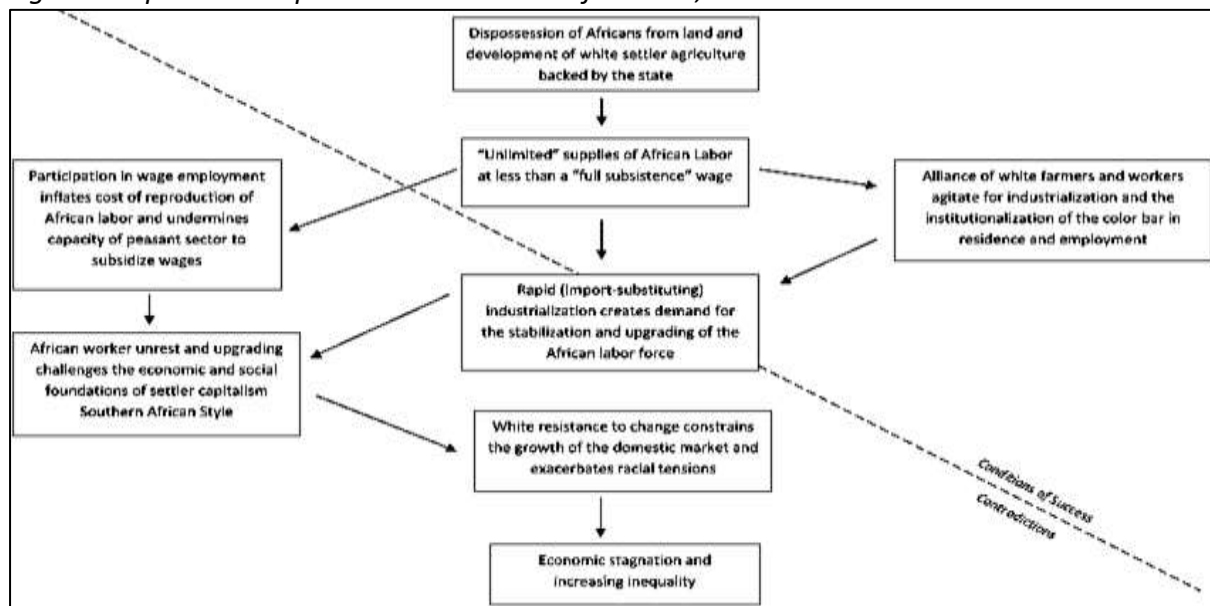 Dispossession of Africans from land and
development of white settler agriculture
backed by the state
"Unlimited" supplies of African Labor
at less than a "full subsistence" wage
Participation in wage employment
inflates cost of reproduction of
African labor and undermines
capacity of peasant sector to
subsidize wages
Alliance of white farmers and workers
agitate for industrialization and the
institutionalization of the color bar in
residence and employment
Rapid (import-substituting)
industrialization creates demand for
the stabilization and upgrading of the
African labor force
African worker unrest and upgrading
challenges the economic and social
foundations of settler capitalism
Southern African Style
White resistance to change constrains
the growth of the domestic market and
exacerbates racial tensions
Conditions of Success
Contradictions
Economic stagnation and
increasing inequality